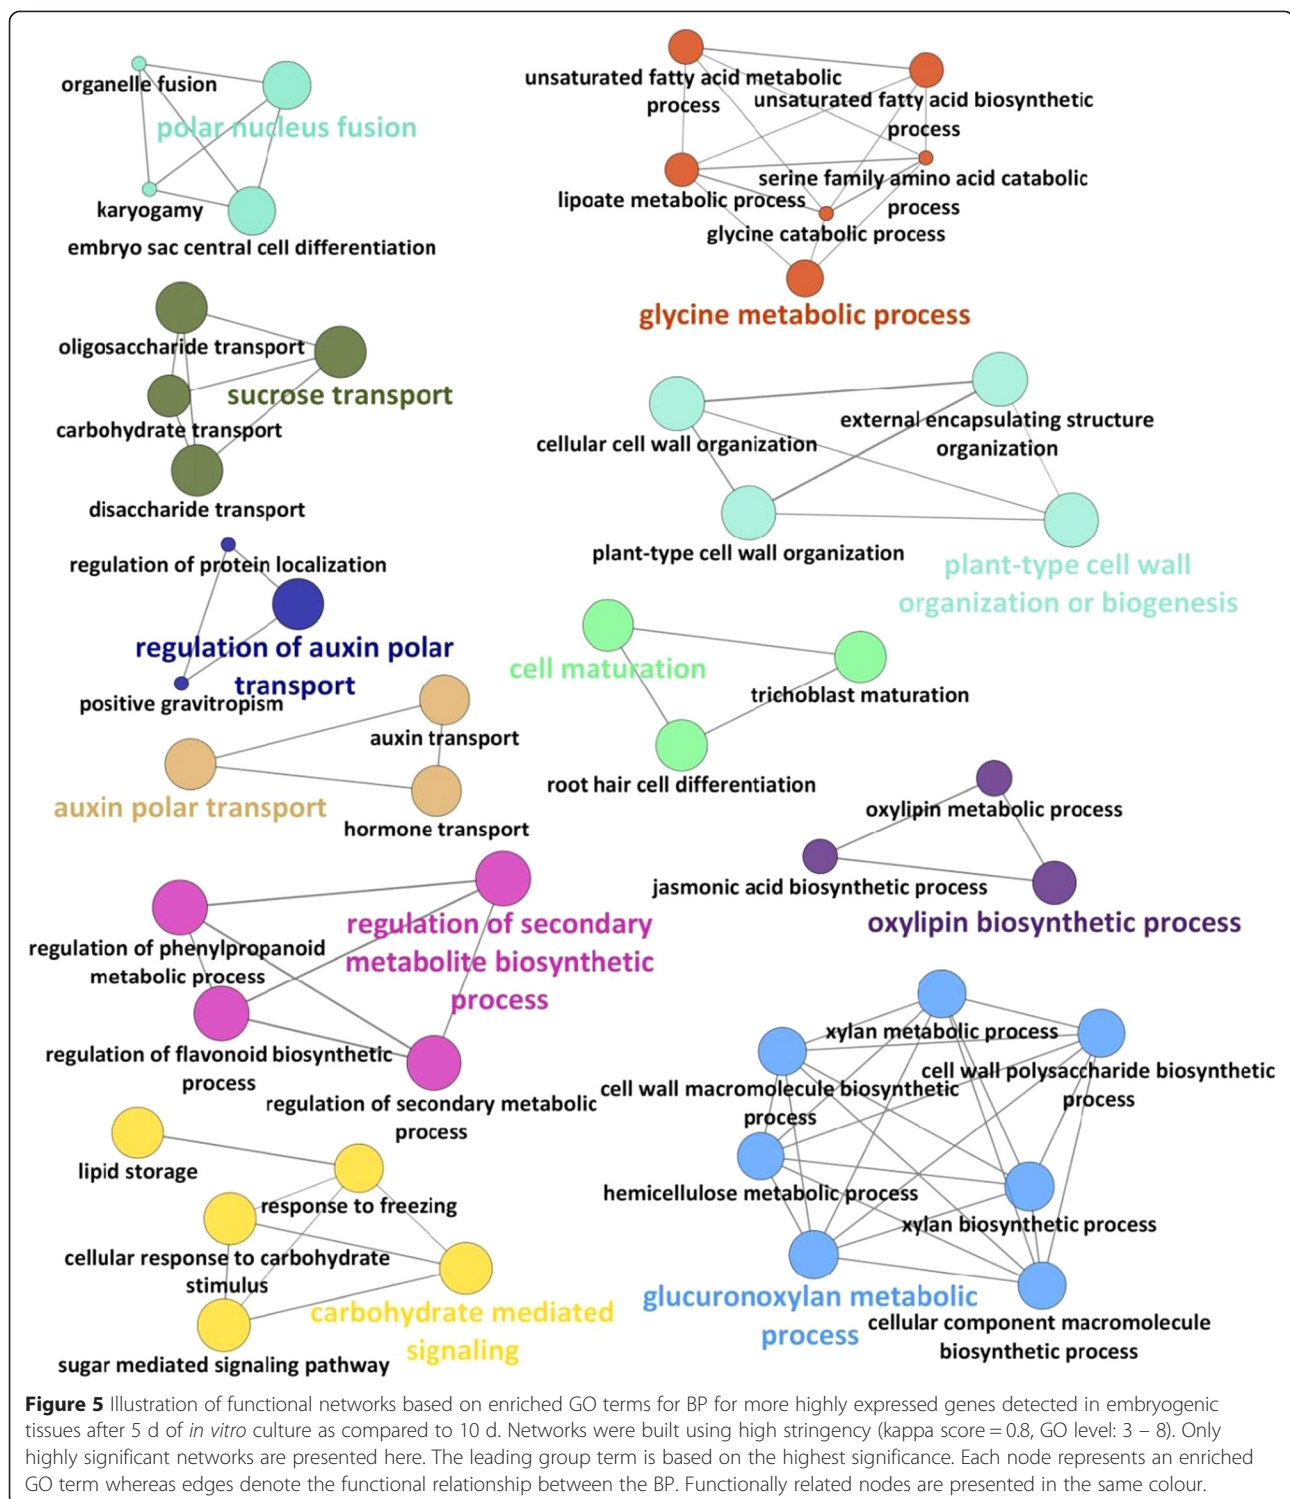 organelle fusion
polar nucleus fusion
karyogamy
embryo sac central cell differentiation
oligosaccharide transport
sucrose transport
carbohydrate transport
disaccharide transport
regulation of protein localization
regulation of auxin polar
transport
positive gravitropism
auxin transport
auxin polar transport
hormone transport
regulation of secondary
metabolite biosynthetic
process
regulation of phenylpropanoid
metabolic process
regulation of flavonoid biosynthetic
process
regulation of secondary metabolic
process
lipid storage
response to freezing
cellular response to carbohydrate
stimulus
carbohydrate mediated
signaling
sugar mediated signaling pathway
unsaturated fatty acid metabolic
process
unsaturated fatty acid biosynthetic
process
serine family amino acid catabolic
process
lipoate metabolic process
glycine catabolic process
glycine metabolic process
external encapsulating structure
organization
cellular cell wall organization
plant-type cell wall organization
plant-type cell wall
organization or biogenesis
cell maturation
trichoblast maturation
root hair cell differentiation
oxylipin metabolic process
jasmonic acid biosynthetic process
oxylipin biosynthetic process
xylan metabolic process
cell wall polysaccharide biosynthetic
process
cell wall macromolecule biosynthetic
process
hemicellulose metabolic process
xylan biosynthetic process
glucuronoxylan metabolic
process
cellular component macromolecule
biosynthetic process
Figure 5 Illustration of functional networks based on enriched GO terms for BP for more highly expressed genes detected in embryogenic
tissues after 5 d of in vitro culture as compared to 10 d. Networks were built using high stringency (kappa score = 0.8, GO level: 3 – 8). Only
highly significant networks are presented here. The leading group term is based on the highest significance. Each node represents an enriched
GO term whereas edges denote the functional relationship between the BP. Functionally related nodes are presented in the same colour.